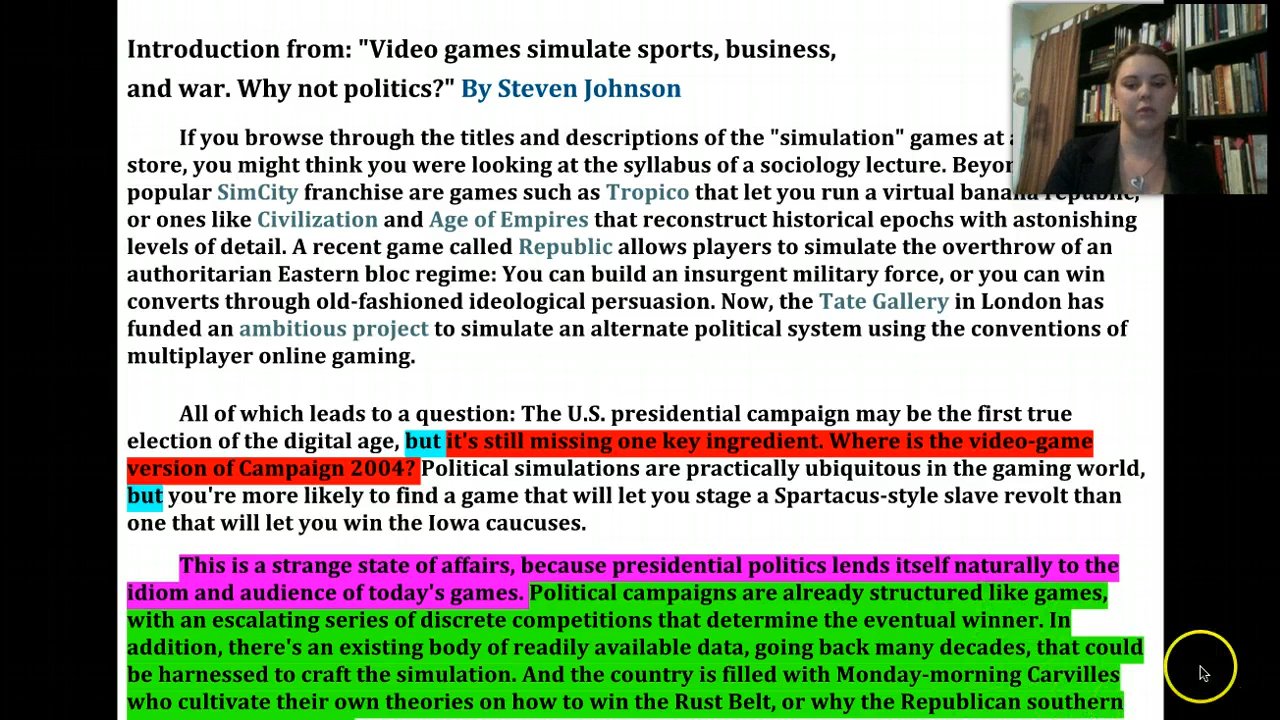 Introduction from: "Video games simulate sports, business,
and war. Why not politics?" By Steven Johnson
If you browse through the titles and descriptions of the "simulation" games at
store, you might think you were looking at the syllabus of a sociology lecture.
popular SimCity franchise are games such as Tropico that let you run a virtual banana republic,
or ones like Civilization and Age of Empires that reconstruct historical epochs with astonishing
levels of detail. A recent game called Republic allows players to simulate the overthrow of an
authoritarian Eastern bloc regime: You can build an insurgent military force, or you can win
converts through old-fashioned ideological persuasion. Now, the Tate Gallery in London has
funded an ambitious project to simulate an alternate political system using the conventions of
multiplayer online gaming.
All of which leads to a question: The U.S. presidential campaign may be the first true
election of the digital age, but it's still missing one key ingredient. Where is the video-game
version of Campaign 2004? Political simulations are practically ubiquitous in the gaming world,
but you're more likely to find a game that will let you stage a Spartacus-style slave revolt than
one that will let you win the Iowa caucuses.
This is a strange state of affairs, because presidential politics lends itself naturally to the
idiom and audience of today's games. Political campaigns are already structured like games,
with an escalating series of discrete competitions that determine the eventual winner. In
addition, there's an existing body of readily available data, going back many decades, that could
be harnessed to craft the simulation. And the country is filled with Monday-morning Carvilles
who cultivate their own theories on how to win the Rust Belt, or why the Republican southern